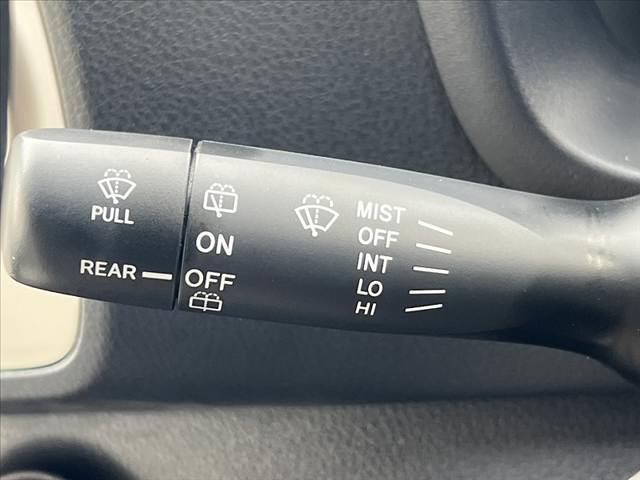 PULL
REAR
ON
OFF
MIST
OFF
INT
LO
HI